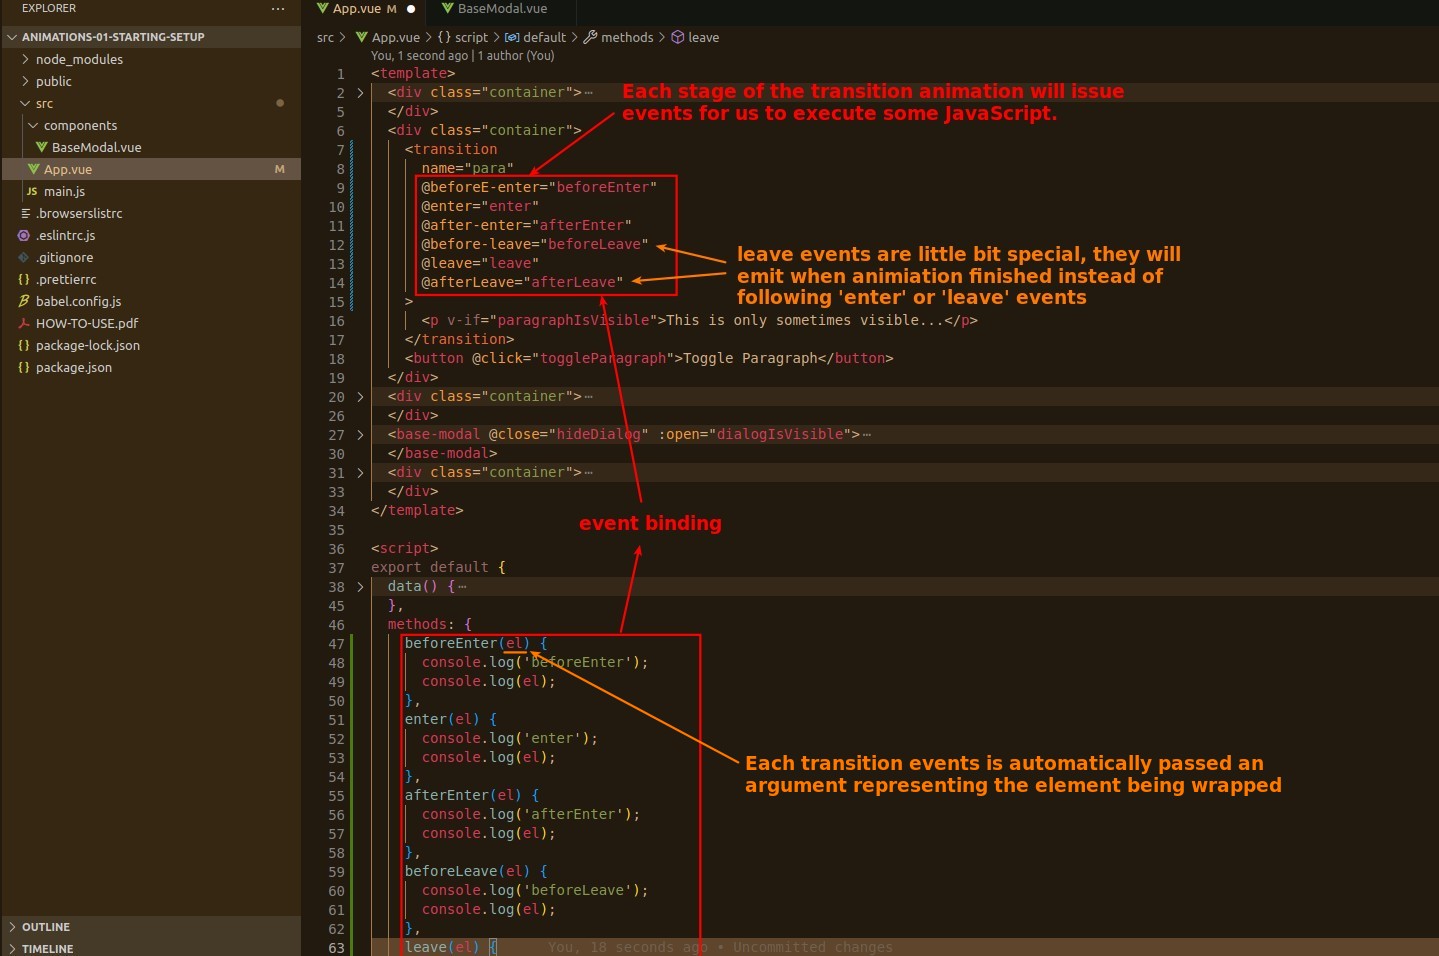 EXPLORER ...
ANIMATIONS-01-STARTING-SETUP
node_modules
public
src
components
BaseModal.vue
App.vue M
JS main.js
.browserslistrc
.eslintrc.js
.gitignore
{} .prettierrc
babel.config.js
HOW-TO-USE.pdf
{} package-lock.json
{} package.json
OUTLINE
TIMELINE
App.vue M ● BaseModal.vue
src > App.vue > {} script > default > methods > leave
You, 1 second ago | 1 author (You)
1 <template>
2 <div class="container">…
5 </div>
6 <div class="container">
7 <transition
8 name="para"
9 @beforeE-enter="beforeEnter"
10 @enter="enter"
11 @after-enter="afterEnter"
12 @before-leave="beforeLeave"
13 @leave="leave"
14 @afterLeave="afterLeave"
15 >
16 <p v-if="paragraphIsVisible">This is only sometimes visible...</p>
17 </transition>
18 <button @click="toggleParagraph">Toggle Paragraph</button>
19 </div>
20 <div class="container">…
26 </div>
27 <base-modal @close="hideDialog" :open="dialogIsVisible">…
30 </base-modal>
31 <div class="container">…
33 </div>
34 </template>
35
36 <script>
37 export default {
38 data() {…
45 },
46 methods: {
47 beforeEnter(el) {
48 console.log('beforeEnter');
49 console.log(el);
50 },
51 enter(el) {
52 console.log('enter');
53 console.log(el);
54 },
55 afterEnter(el) {
56 console.log('afterEnter');
57 console.log(el);
58 },
59 beforeLeave(el) {
60 console.log('beforeLeave');
61 console.log(el);
62 },
63 leave(el) { You, 18 seconds ago • Uncommitted changes
Each stage of the transition animation will issue
events for us to execute some JavaScript.
leave events are little bit special, they will
emit when animiation finished instead of
following 'enter' or 'leave' events
event binding
Each transition events is automatically passed an
argument representing the element being wrapped